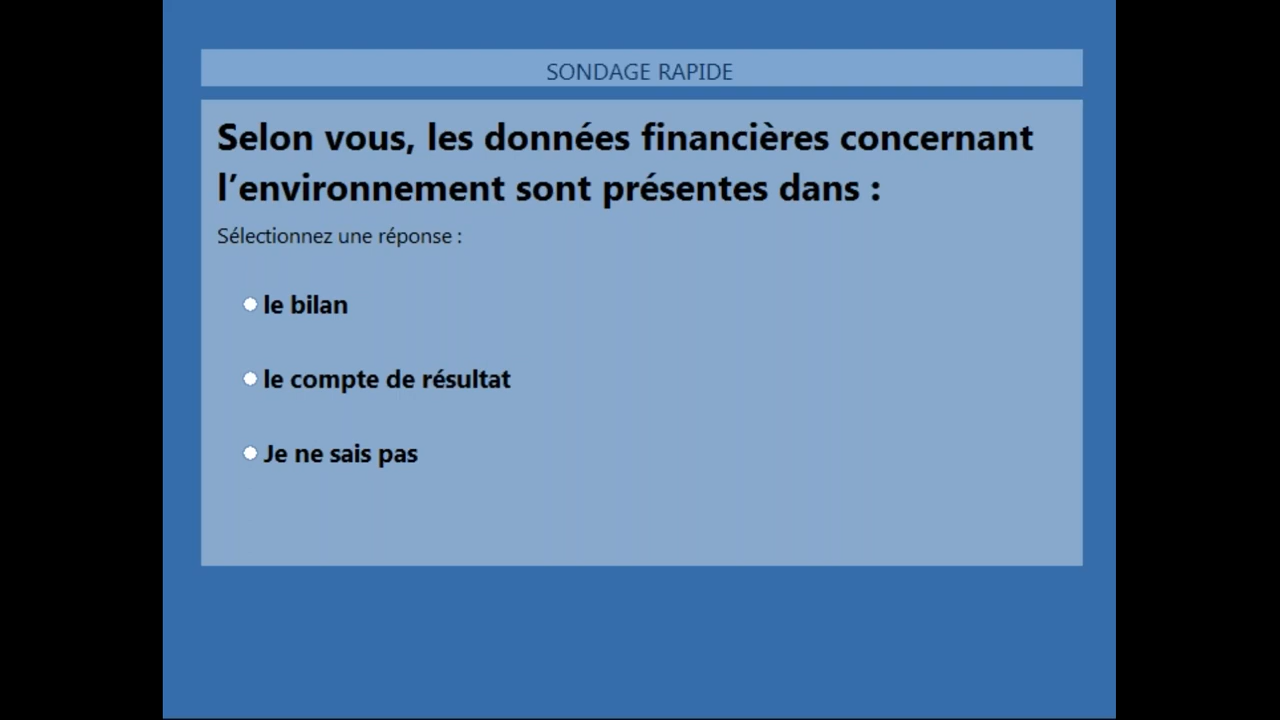 SONDAGE RAPIDE
Selon vous, les données financières concernant
l’environnement sont présentes dans :
Sélectionnez une réponse :
le bilan
le compte de résultat
Je ne sais pas